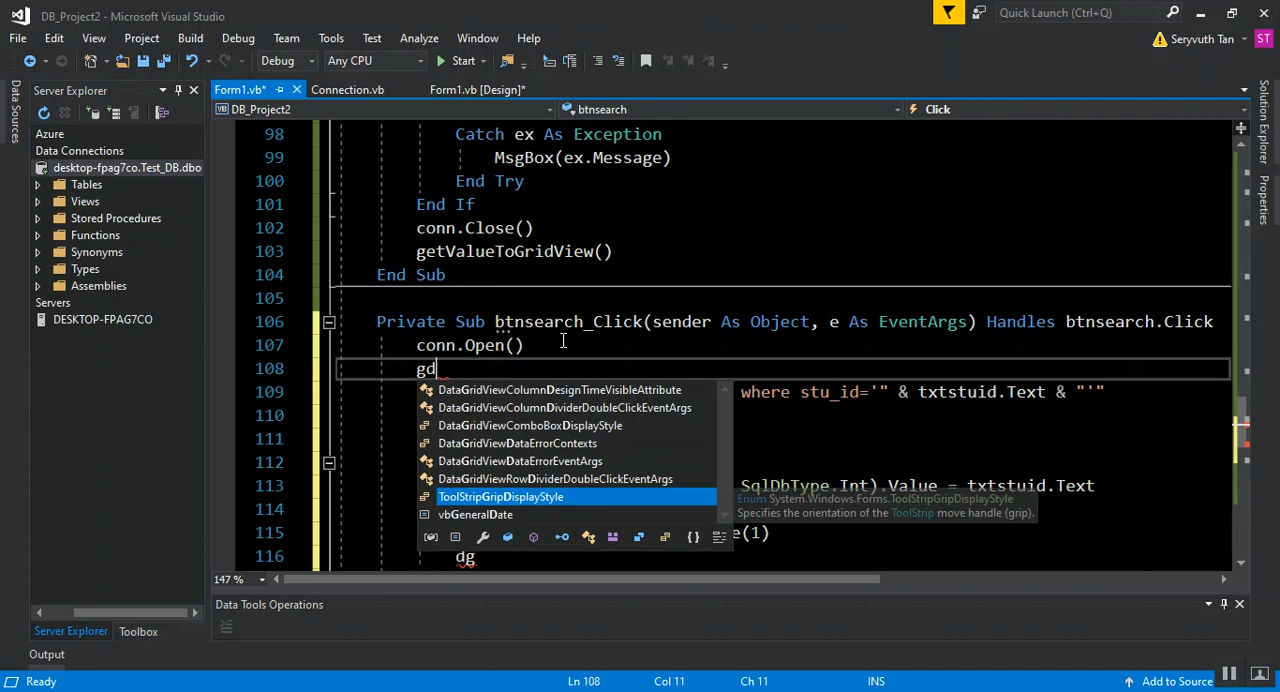 DB_Project2 - Microsoft Visual Studio
Quick Launch (Ctrl+Q)
File Edit View Project Build Debug Team Tools Test Analyze Window Help
Seryvuth Tan ST
Debug Any CPU Start
Server Explorer
Form1.vb* Connection.vb Form1.vb [Design]*
DB_Project2 btnsearch Click
Data Sources
Solution Explorer
Properties
Azure
Data Connections
desktop-fpag7co.Test_DB.dbo
Tables
Views
Stored Procedures
Functions
Synonyms
Types
Assemblies
Servers
DESKTOP-FPAG7CO
98 Catch ex As Exception
99 MsgBox(ex.Message)
100 End Try
101 End If
102 conn.Close()
103 getValueToGridView()
104 End Sub
105
106 Private Sub btnsearch_Click(sender As Object, e As EventArgs) Handles btnsearch.Click
107 conn.Open()
108 gd
109 where stu_id='" & txtstuid.Text & "'"
110
111
112
113 SqlDbType.Int).Value = txtstuid.Text
114
115 e(1)
116 dg
DataGridViewColumnDesignTimeVisibleAttribute
DataGridViewColumnDividerDoubleClickEventArgs
DataGridViewComboBoxDisplayStyle
DataGridViewDataErrorContexts
DataGridViewDataErrorEventArgs
DataGridViewRowDividerDoubleClickEventArgs
ToolStripGripDisplayStyle
vbGeneralDate
Enum System.Windows.Forms.ToolStripGripDisplayStyle
Specifies the orientation of the ToolStrip move handle (grip).
147 %
Data Tools Operations
Server Explorer Toolbox
Output
Ready Ln 108 Col 11 Ch 11 INS Add to Source